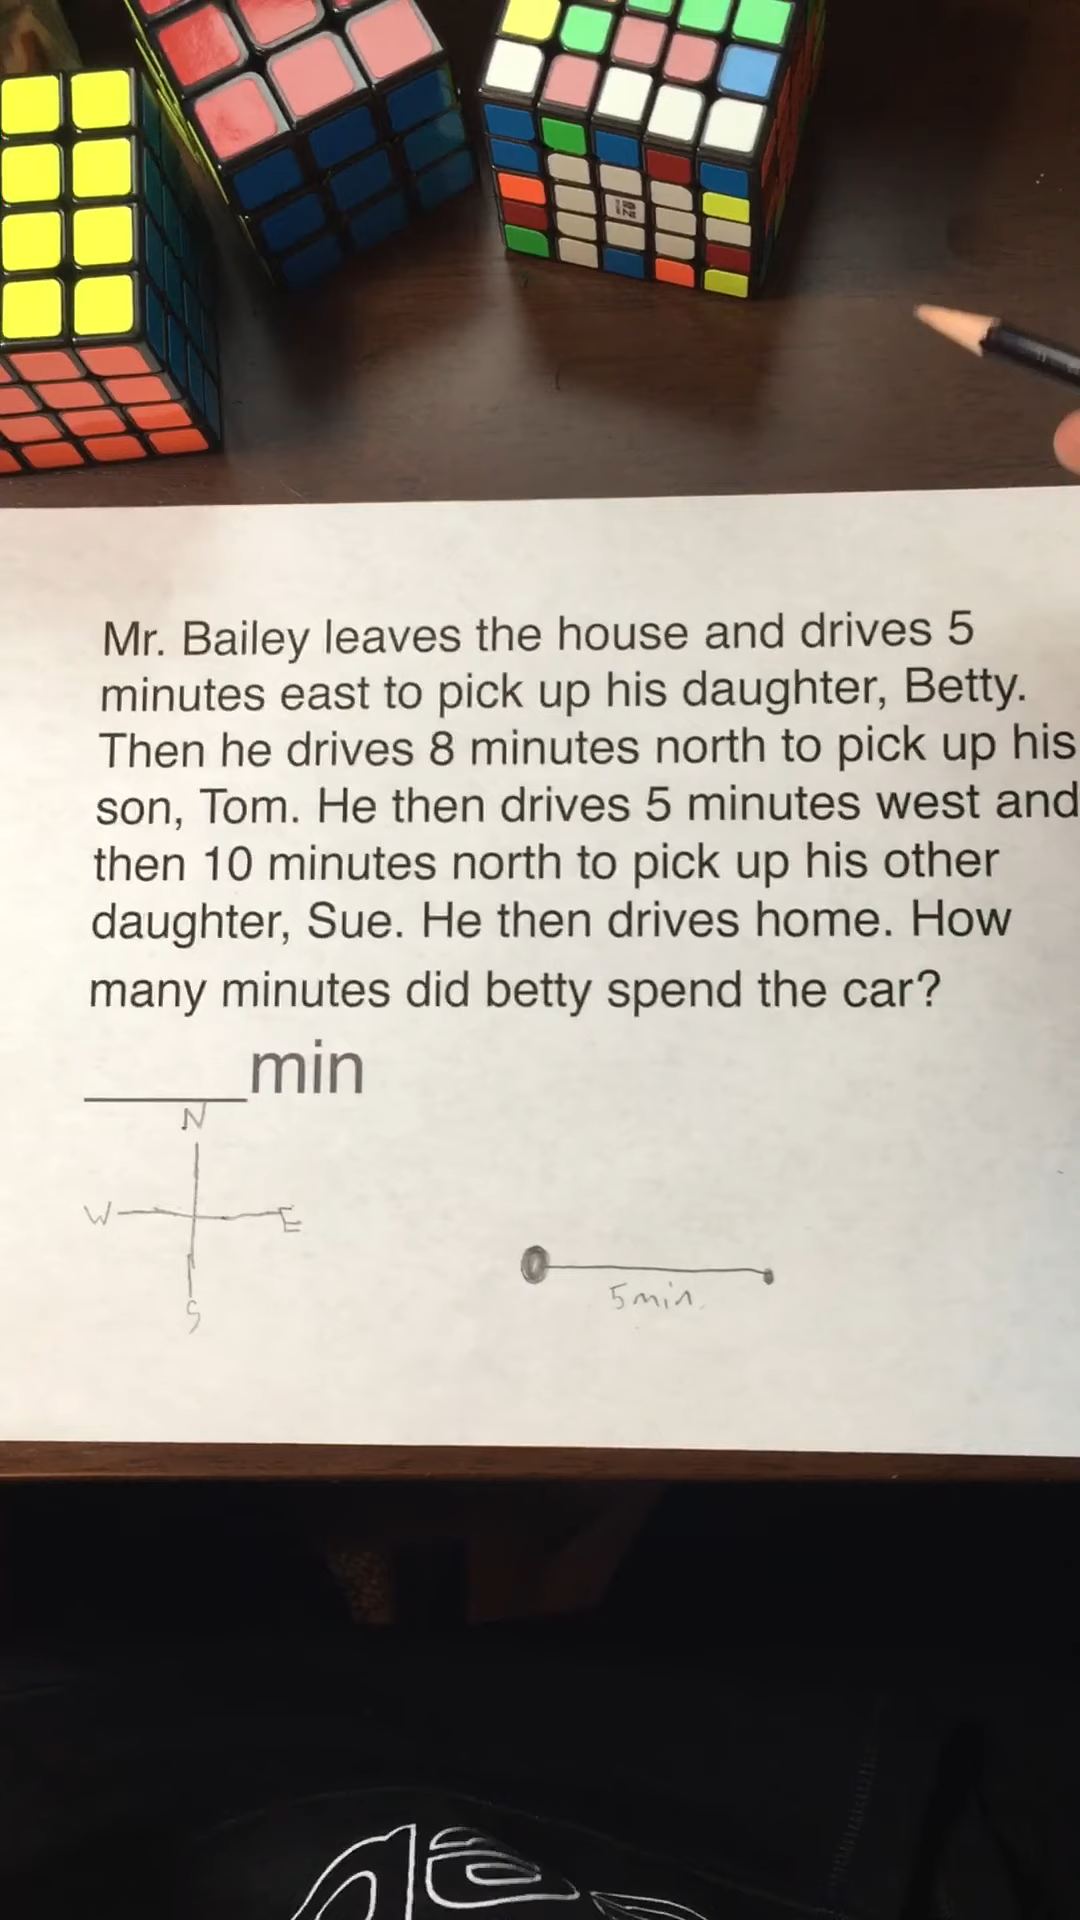 Mr. Bailey leaves the house and drives 5
minutes east to pick up his daughter, Betty.
Then he drives 8 minutes north to pick up his
son, Tom. He then drives 5 minutes west and
then 10 minutes north to pick up his other
daughter, Sue. He then drives home. How
many minutes did betty spend the car?
_____min
N
W E
S
5min.